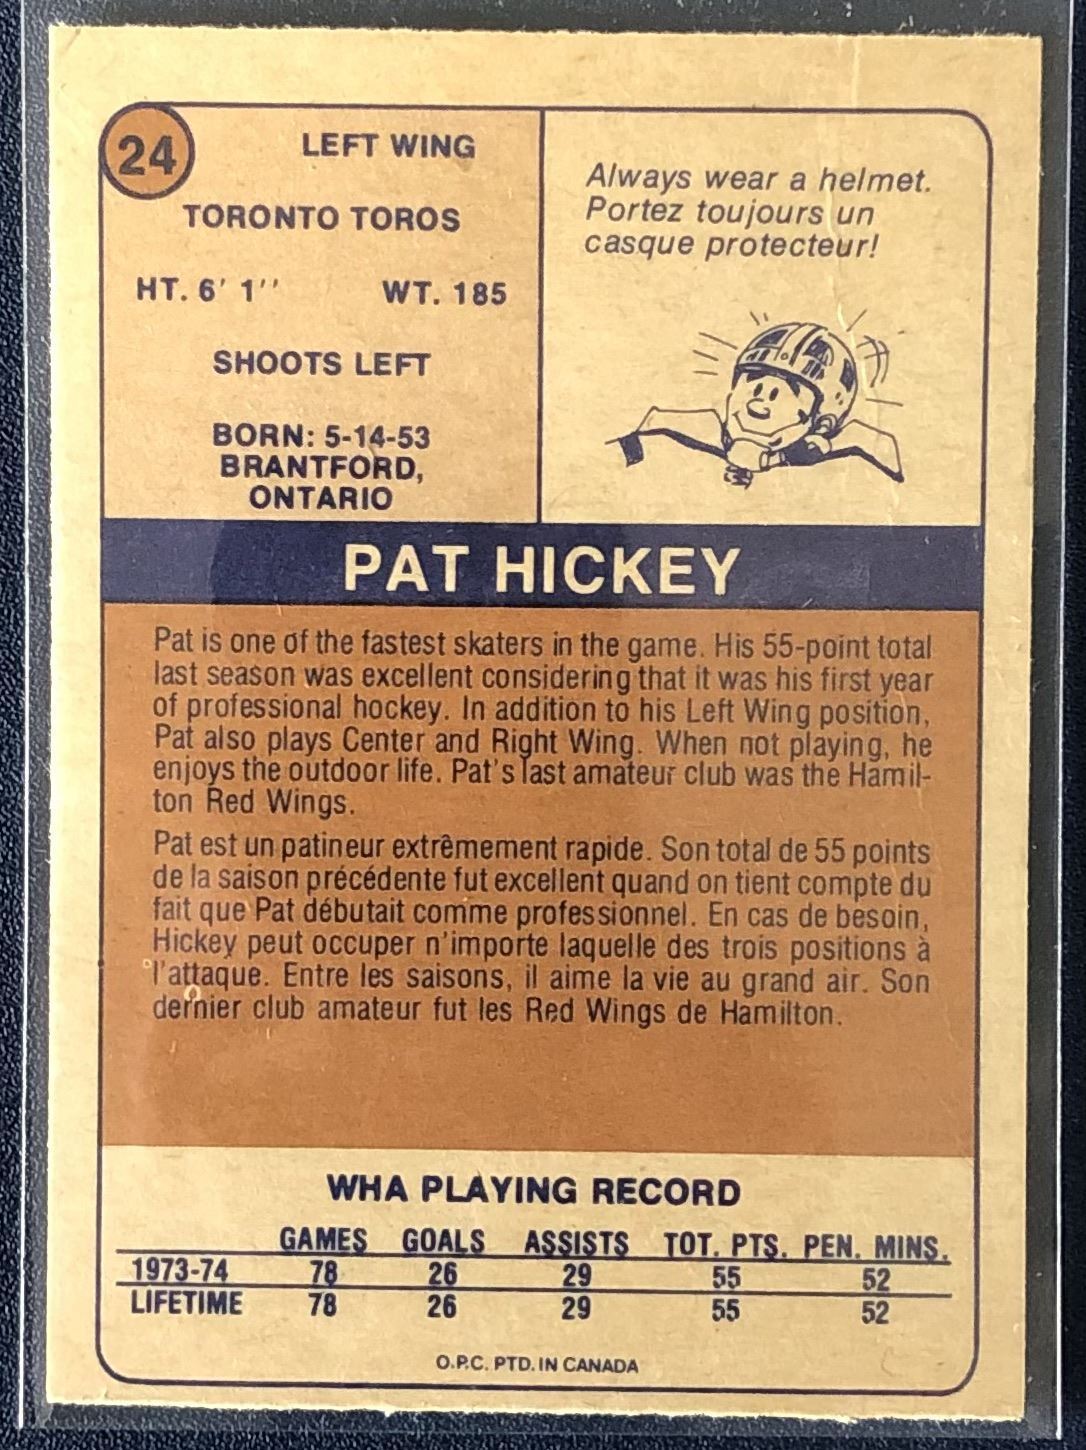 24
LEFT WING
TORONTO TOROS
HT. 6' 1'' WT. 185
SHOOTS LEFT
BORN: 5-14-53
BRANTFORD,
ONTARIO
Always wear a helmet.
Portez toujours un
casque protecteur!
PAT HICKEY
Pat is one of the fastest skaters in the game. His 55-point total
last season was excellent considering that it was his first year
of professional hockey. In addition to his Left Wing position,
Pat also plays Center and Right Wing. When not playing, he
enjoys the outdoor life. Pat's last amateur club was the Hamil-
ton Red Wings.
Pat est un patineur extrêmement rapide. Son total de 55 points
de la saison précédente fut excellent quand on tient compte du
fait que Pat débutait comme professionnel. En cas de besoin,
Hickey peut occuper n'importe laquelle des trois positions à
l'attaque. Entre les saisons, il aime la vie au grand air. Son
dernier club amateur fut les Red Wings de Hamilton.
WHA PLAYING RECORD
GAMES GOALS ASSISTS TOT. PTS. PEN. MINS.
1973-74 78 26 29 55 52
LIFETIME 78 26 29 55 52
O.P.C. PTD. IN CANADA